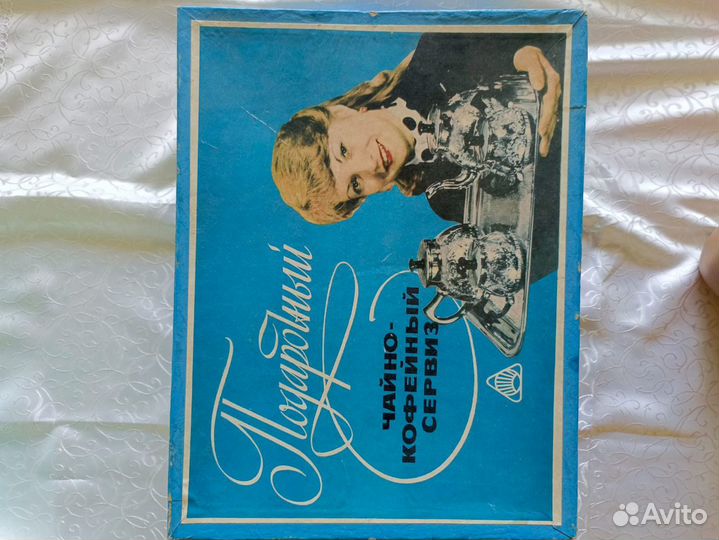 Подарочный
ЧАЙНО-
КОФЕЙНЫЙ
СЕРВИЗ
Avito